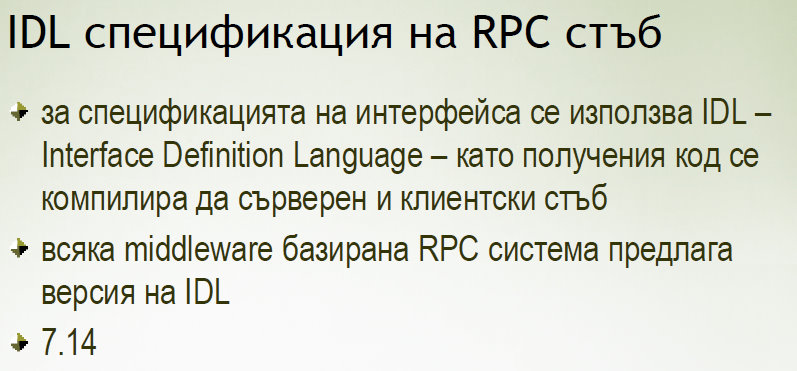 IDL спецификация на RPC стъб
за спецификацията на интерфейса се използва IDL –
Interface Definition Language – като получения код се
компилира да сърверен и клиентски стъб
всяка middleware базирана RPC система предлага
версия на IDL
7.14